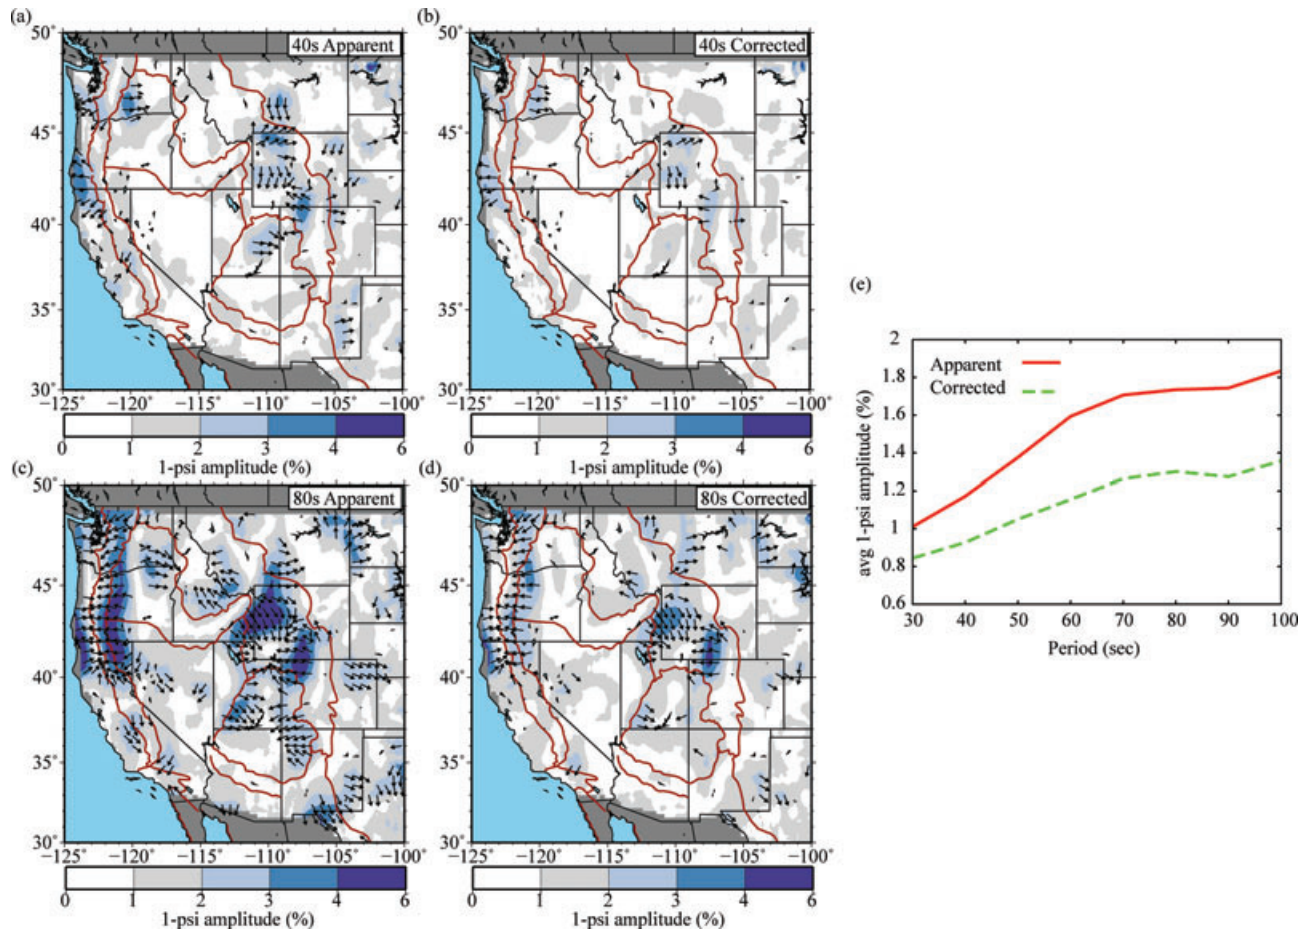 (a)
(b)
40s Apparent
40s Corrected
50°
45°
40°
35°
30°
50°
45°
40°
35°
30°
−125 −120° −115° −110° −105° −100°
−125 −120° −115° −110° −105° −100°
0 1 2 3 4 6
0 1 2 3 4 6
1-psi amplitude (%)
1-psi amplitude (%)
(c)
(d)
80s Apparent
80s Corrected
50°
45°
40°
35°
30°
50°
45°
40°
35°
30°
−125 −120° −115° −110° −105° −100°
−125 −120° −115° −110° −105° −100°
0 1 2 3 4 6
0 1 2 3 4 6
1-psi amplitude (%)
1-psi amplitude (%)
(e)
avg 1-psi amplitude (%)
2
1.8
1.6
1.4
1.2
1
0.8
0.6
Apparent
Corrected
30 40 50 60 70 80 90 100
Period (sec)